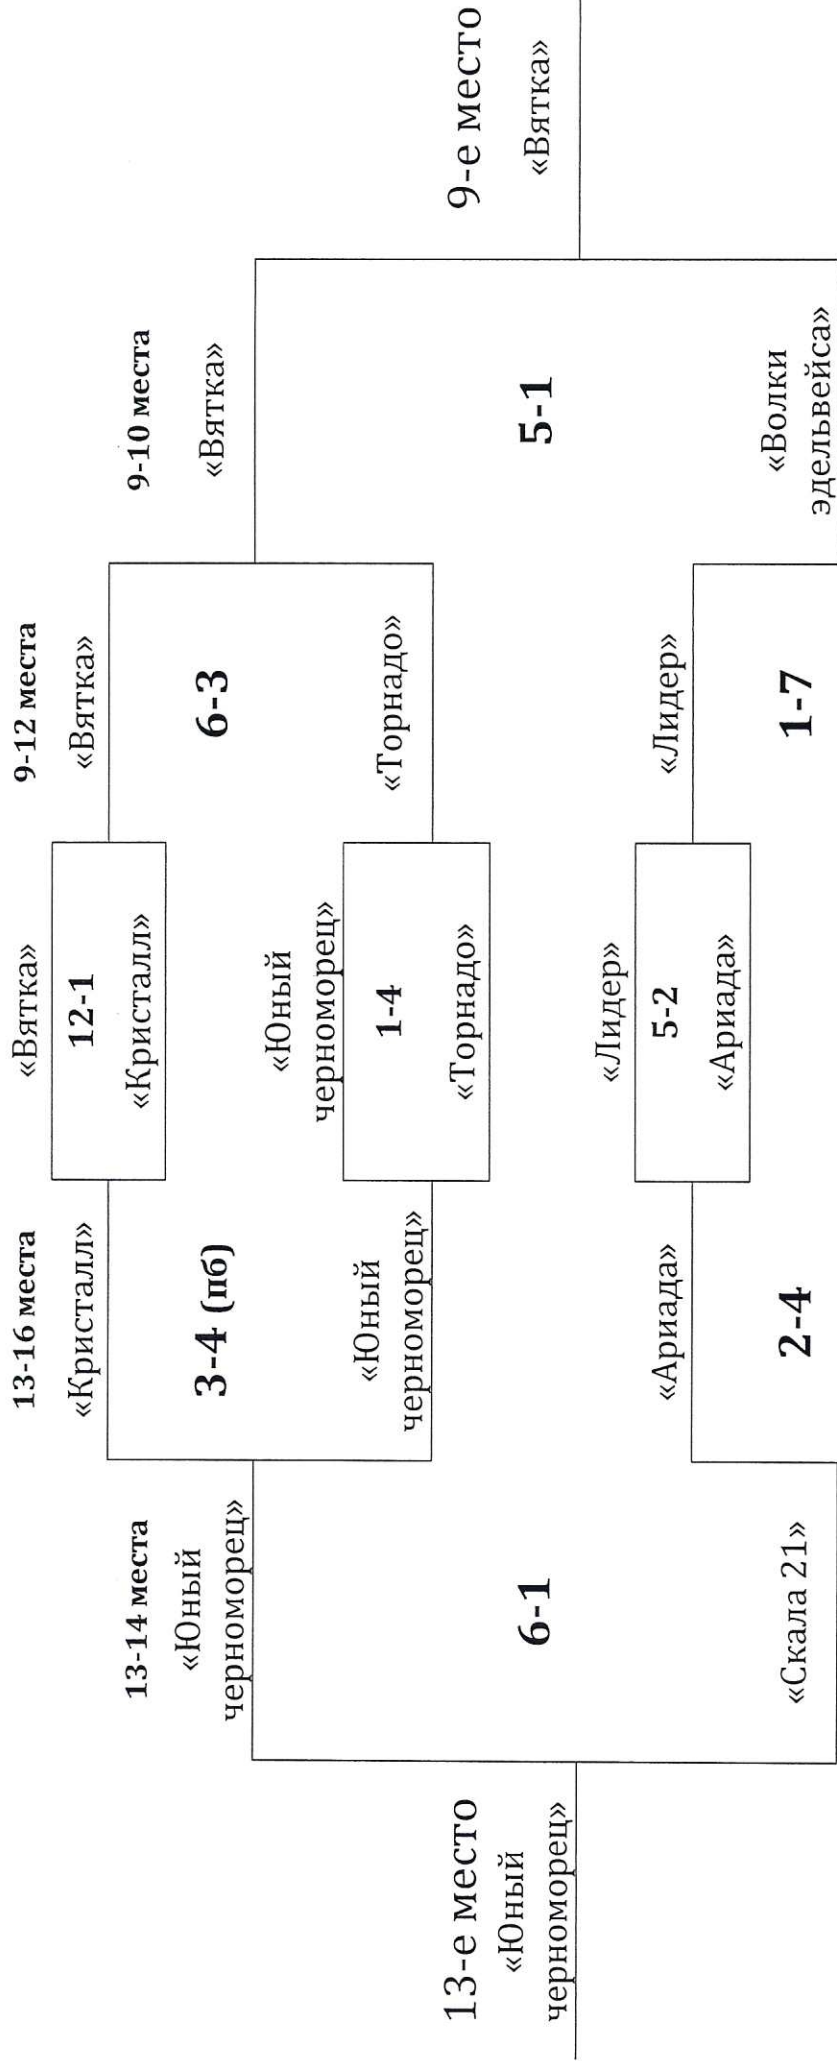 13-е место
«Юный
черноморец»
13-14 места
«Юный
черноморец»
6-1
«Скала 21»
13-16 места
«Кристалл»
3-4 (пб)
«Юный
черноморец»
«Ариада»
2-4
«Вятка»
12-1
«Кристалл»
«Юный
черноморец»
1-4
«Торнадо»
«Лидер»
5-2
«Ариада»
9-12 места
«Вятка»
6-3
«Торнадо»
«Лидер»
1-7
9-10 места
«Вятка»
5-1
«Волки
эдельвейса»
9-е место
«Вятка»